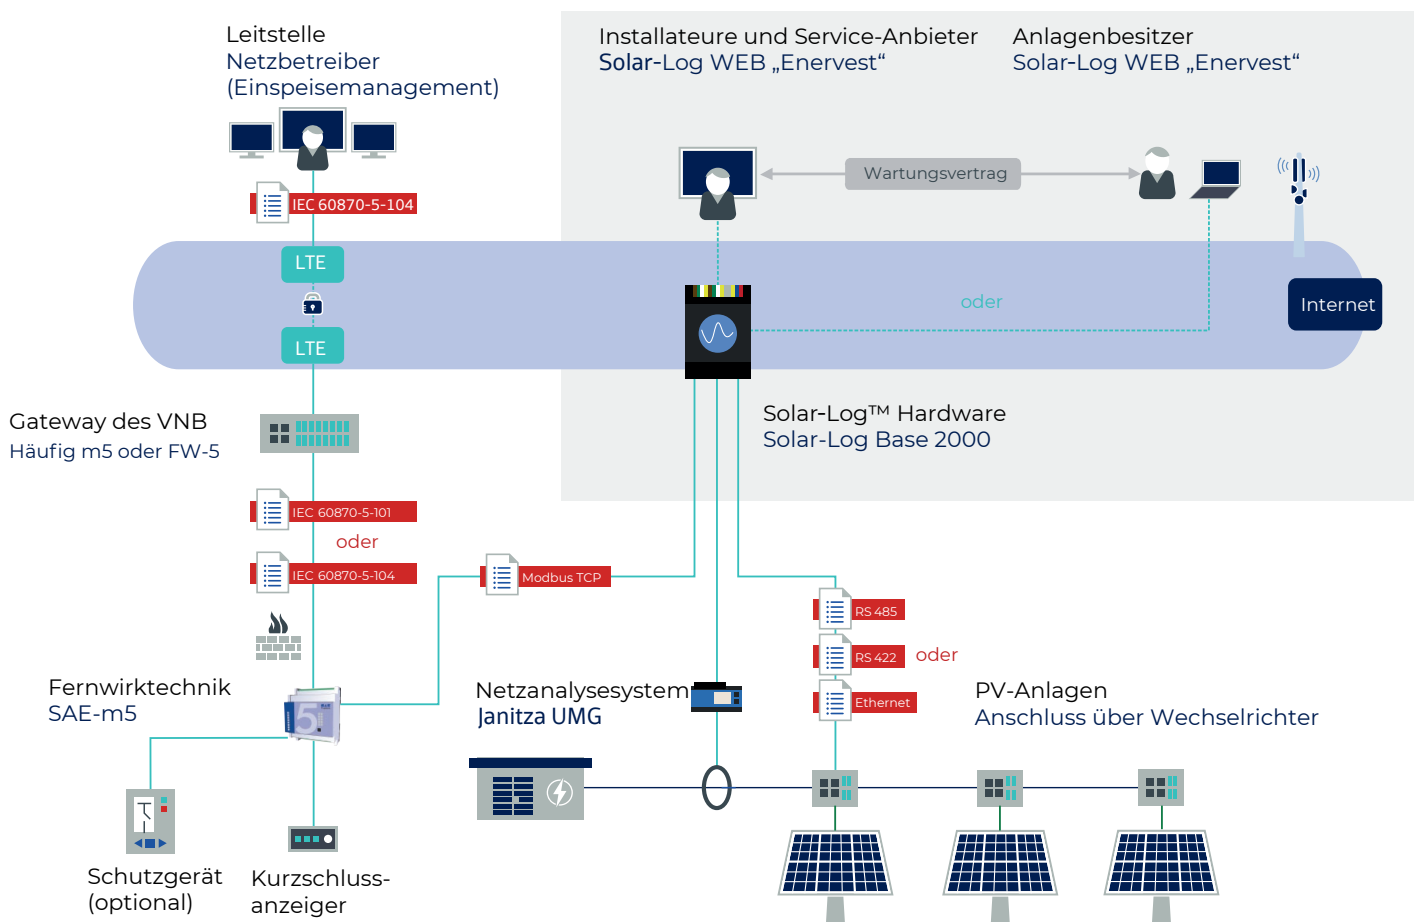 Leitstelle
Netzbetreiber
(Einspeisemanagement)
Installateure und Service-Anbieter
Solar-Log WEB „Enervest“
Anlagenbesitzer
Solar-Log WEB „Enervest“
Wartungsvertrag
IEC 60870-5-104
LTE
LTE
oder
Internet
Gateway des VNB
Häufig m5 oder FW-5
Solar-Log™ Hardware
Solar-Log Base 2000
IEC 60870-5-101
oder
IEC 60870-5-104
Modbus TCP
RS 485
RS 422
oder
Ethernet
Fernwirktechnik
SAE-m5
5
Netzanalysesystem
Janitza UMG
PV-Anlagen
Anschluss über Wechselrichter
Schutzgerät
(optional)
Kurzschluss-
anzeiger